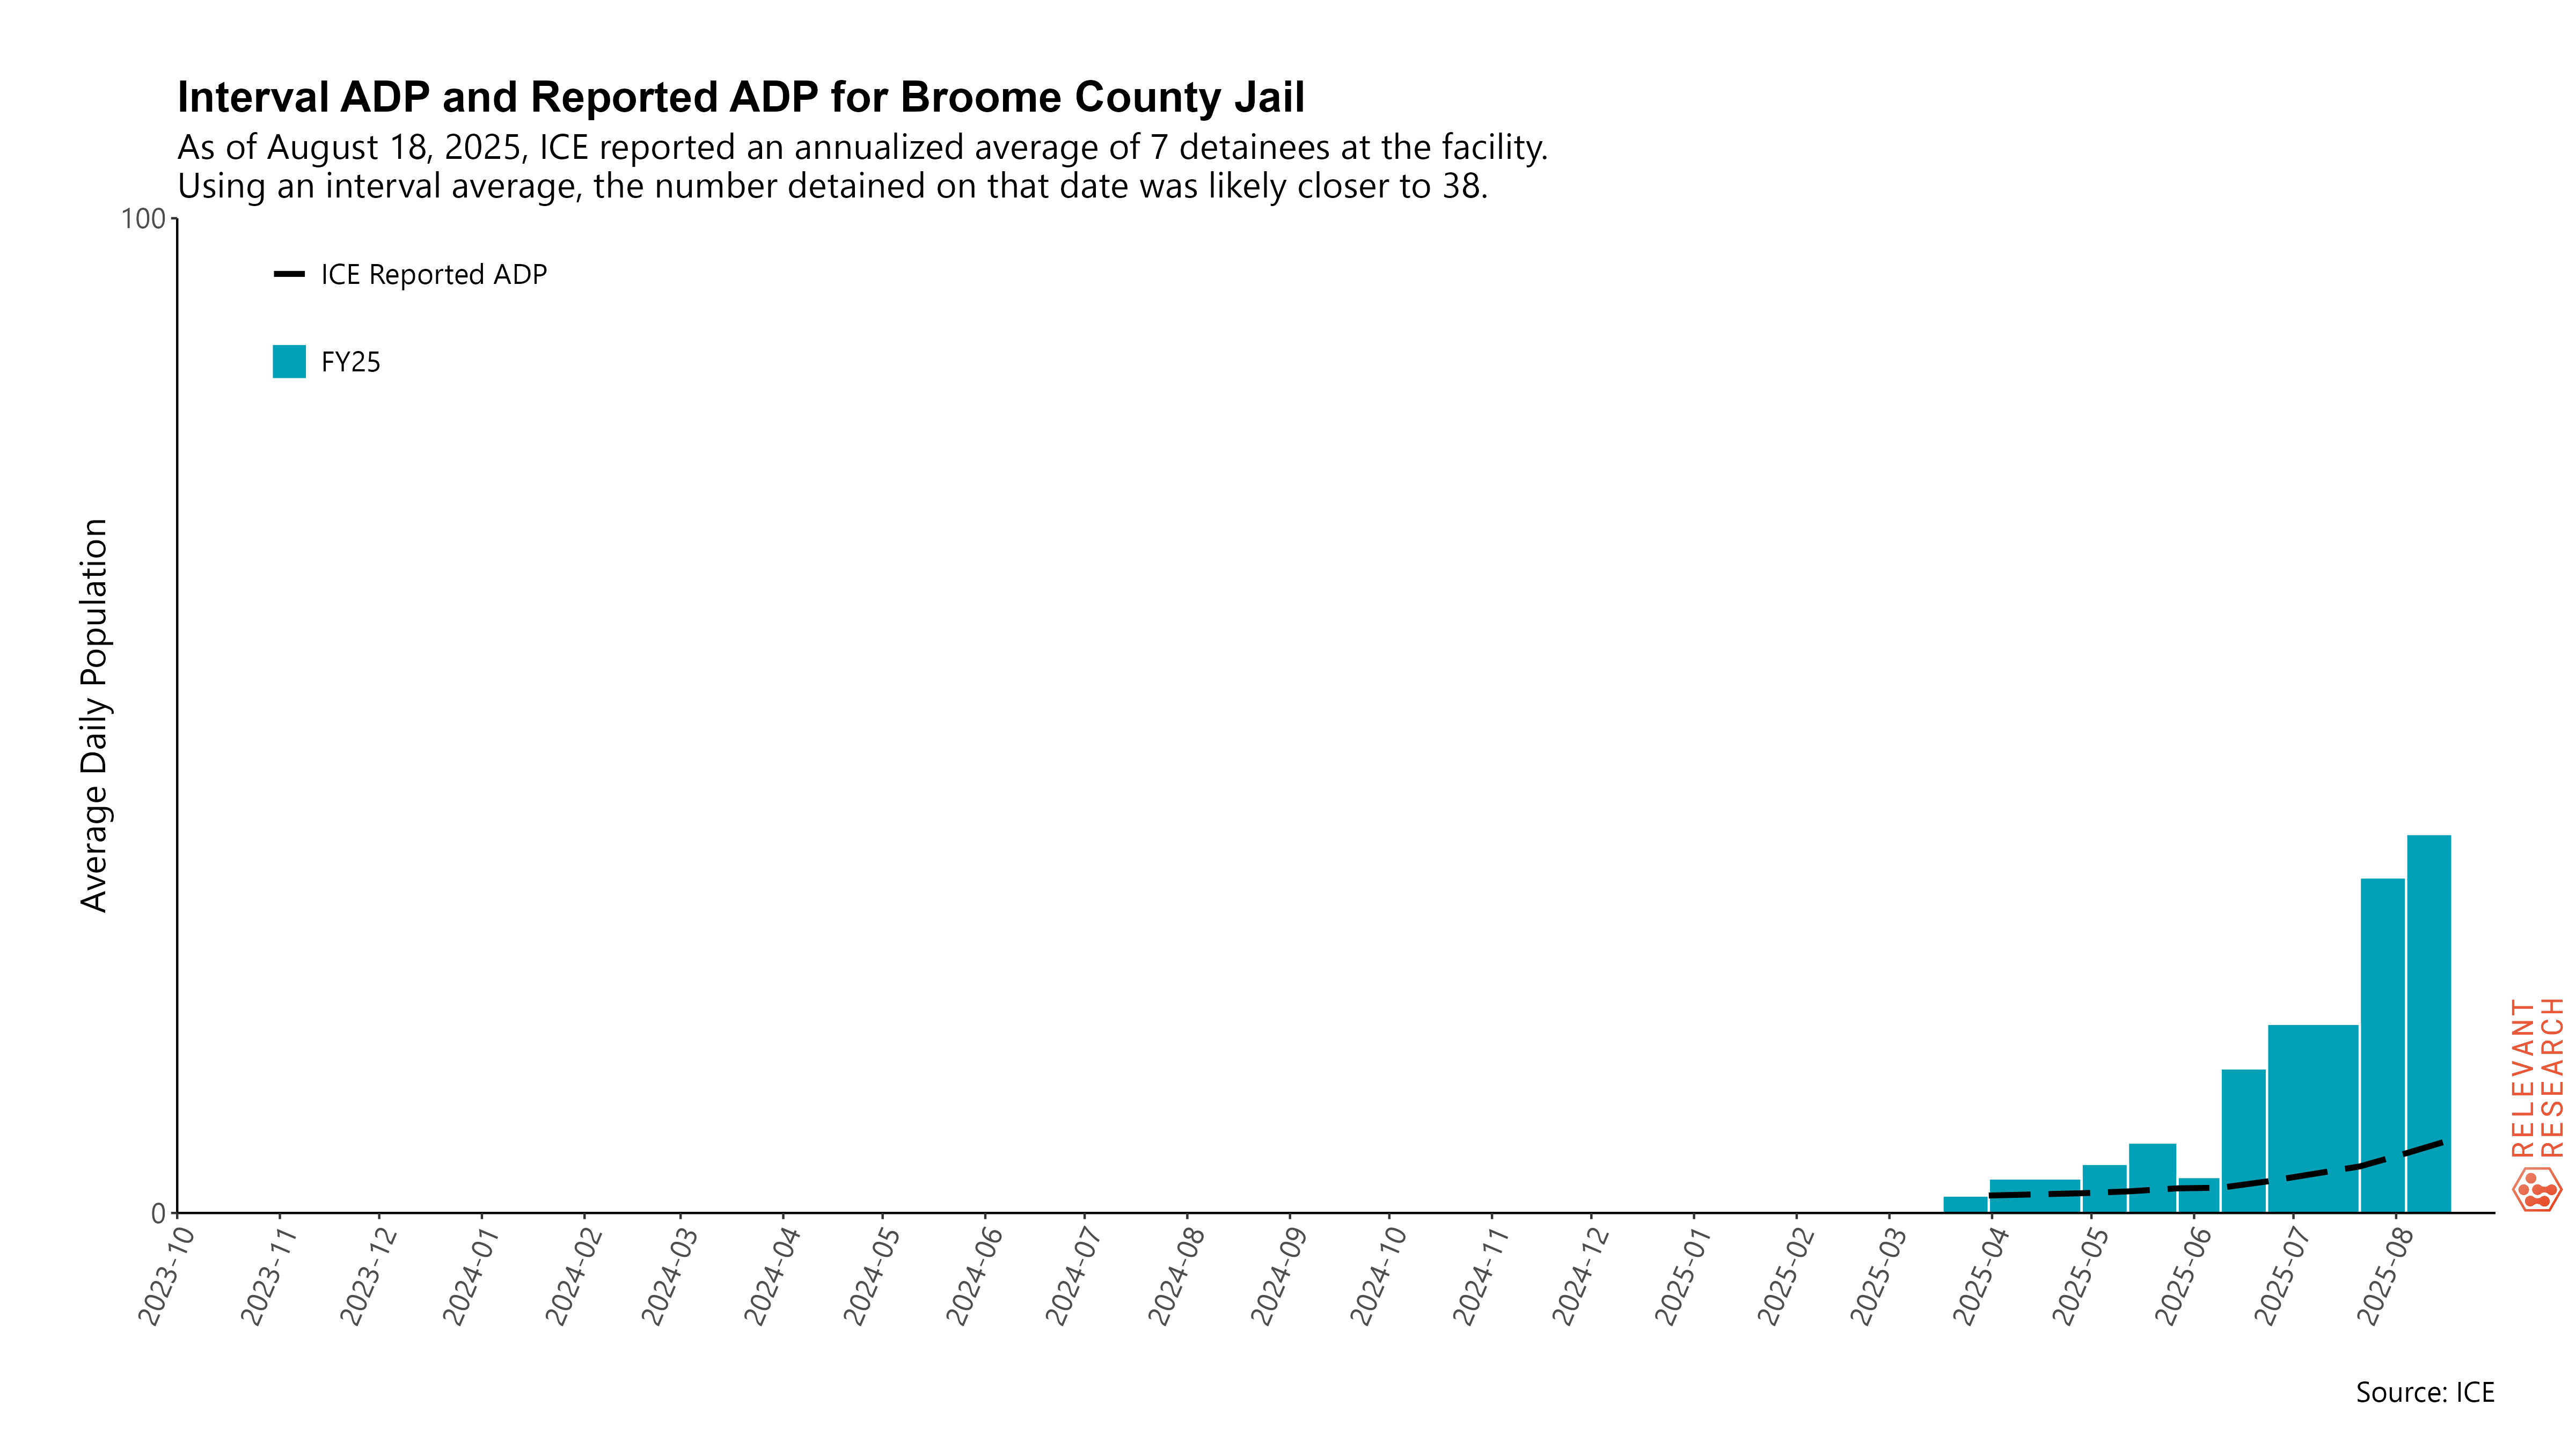 Interval ADP and Reported ADP for Broome County Jail
As of August 18, 2025, ICE reported an annualized average of 7 detainees at the facility.
Using an interval average, the number detained on that date was likely closer to 38.
100
ICE Reported ADP
FY25
Average Daily Population
0
2023-10
2023-11
2023-12
2024-01
2024-02
2024-03
2024-04
2024-05
2024-06
2024-07
2024-08
2024-09
2024-10
2024-11
2024-12
2025-01
2025-02
2025-03
2025-04
2025-05
2025-06
2025-07
2025-08
RELEVANT
RESEARCH
Source: ICE